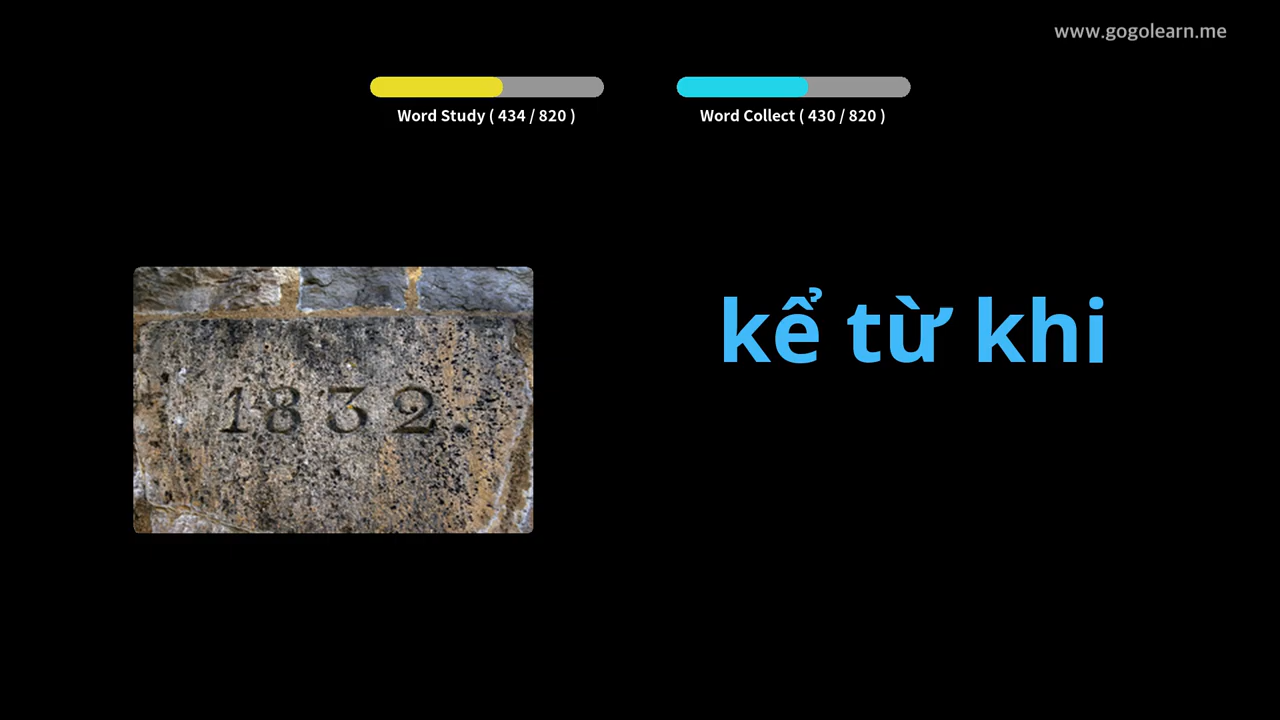 www.gogolearn.me
Word Study ( 434 / 820 )
Word Collect ( 430 / 820 )
kể từ khi
1832.